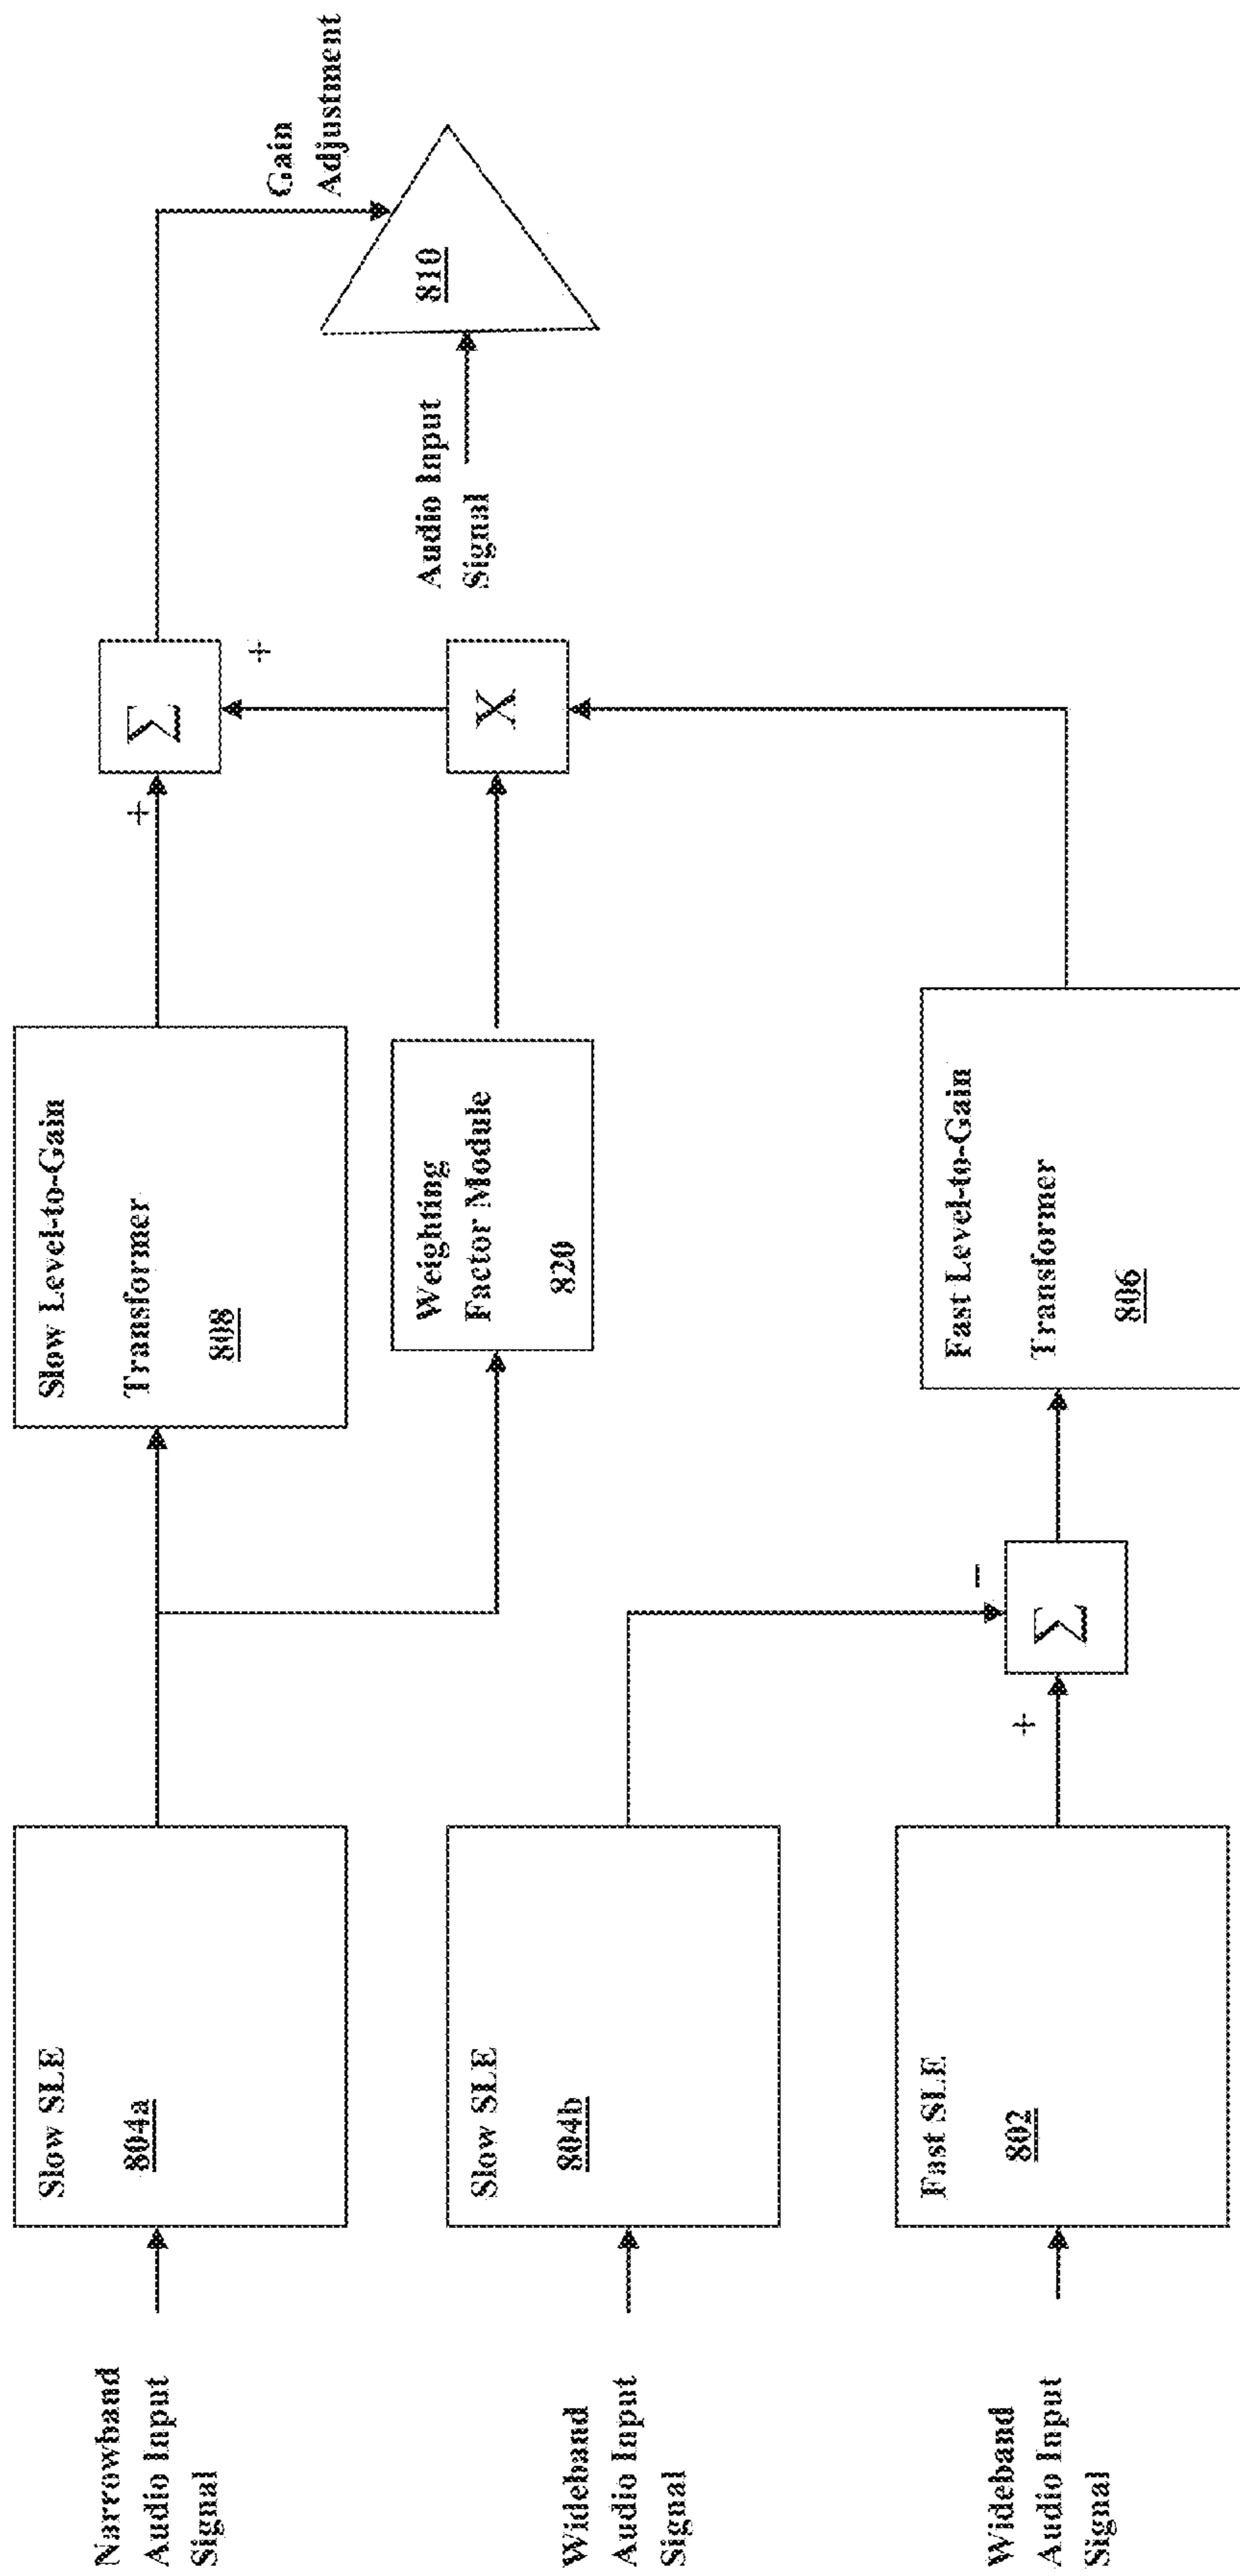 Narrowband
Audio Input
Signal
Slow SLE
804a
Slow Level-to-Gain
Transformer
808
+
Σ
+
Gain
Adjustment
Wideband
Audio Input
Signal
Slow SLE
804b
Weighting
Factor Module
820
X
Audio Input
Signal
810
Wideband
Audio Input
Signal
Fast SLE
802
+
−
Σ
Fast Level-to-Gain
Transformer
806